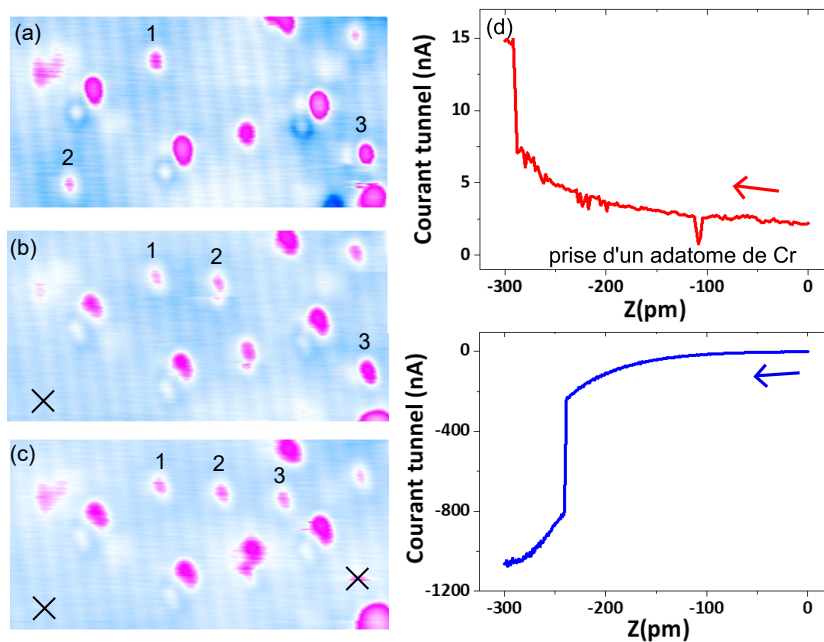 (a)
1
2
3
(b)
1
2
3
(c)
1
2
3
(d)
Courant tunnel (nA)
15
10
5
0
prise d'un adatome de Cr
-300
-200
-100
0
Z(pm)
Courant tunnel (nA)
0
-400
-800
-1200
-300
-200
-100
0
Z(pm)